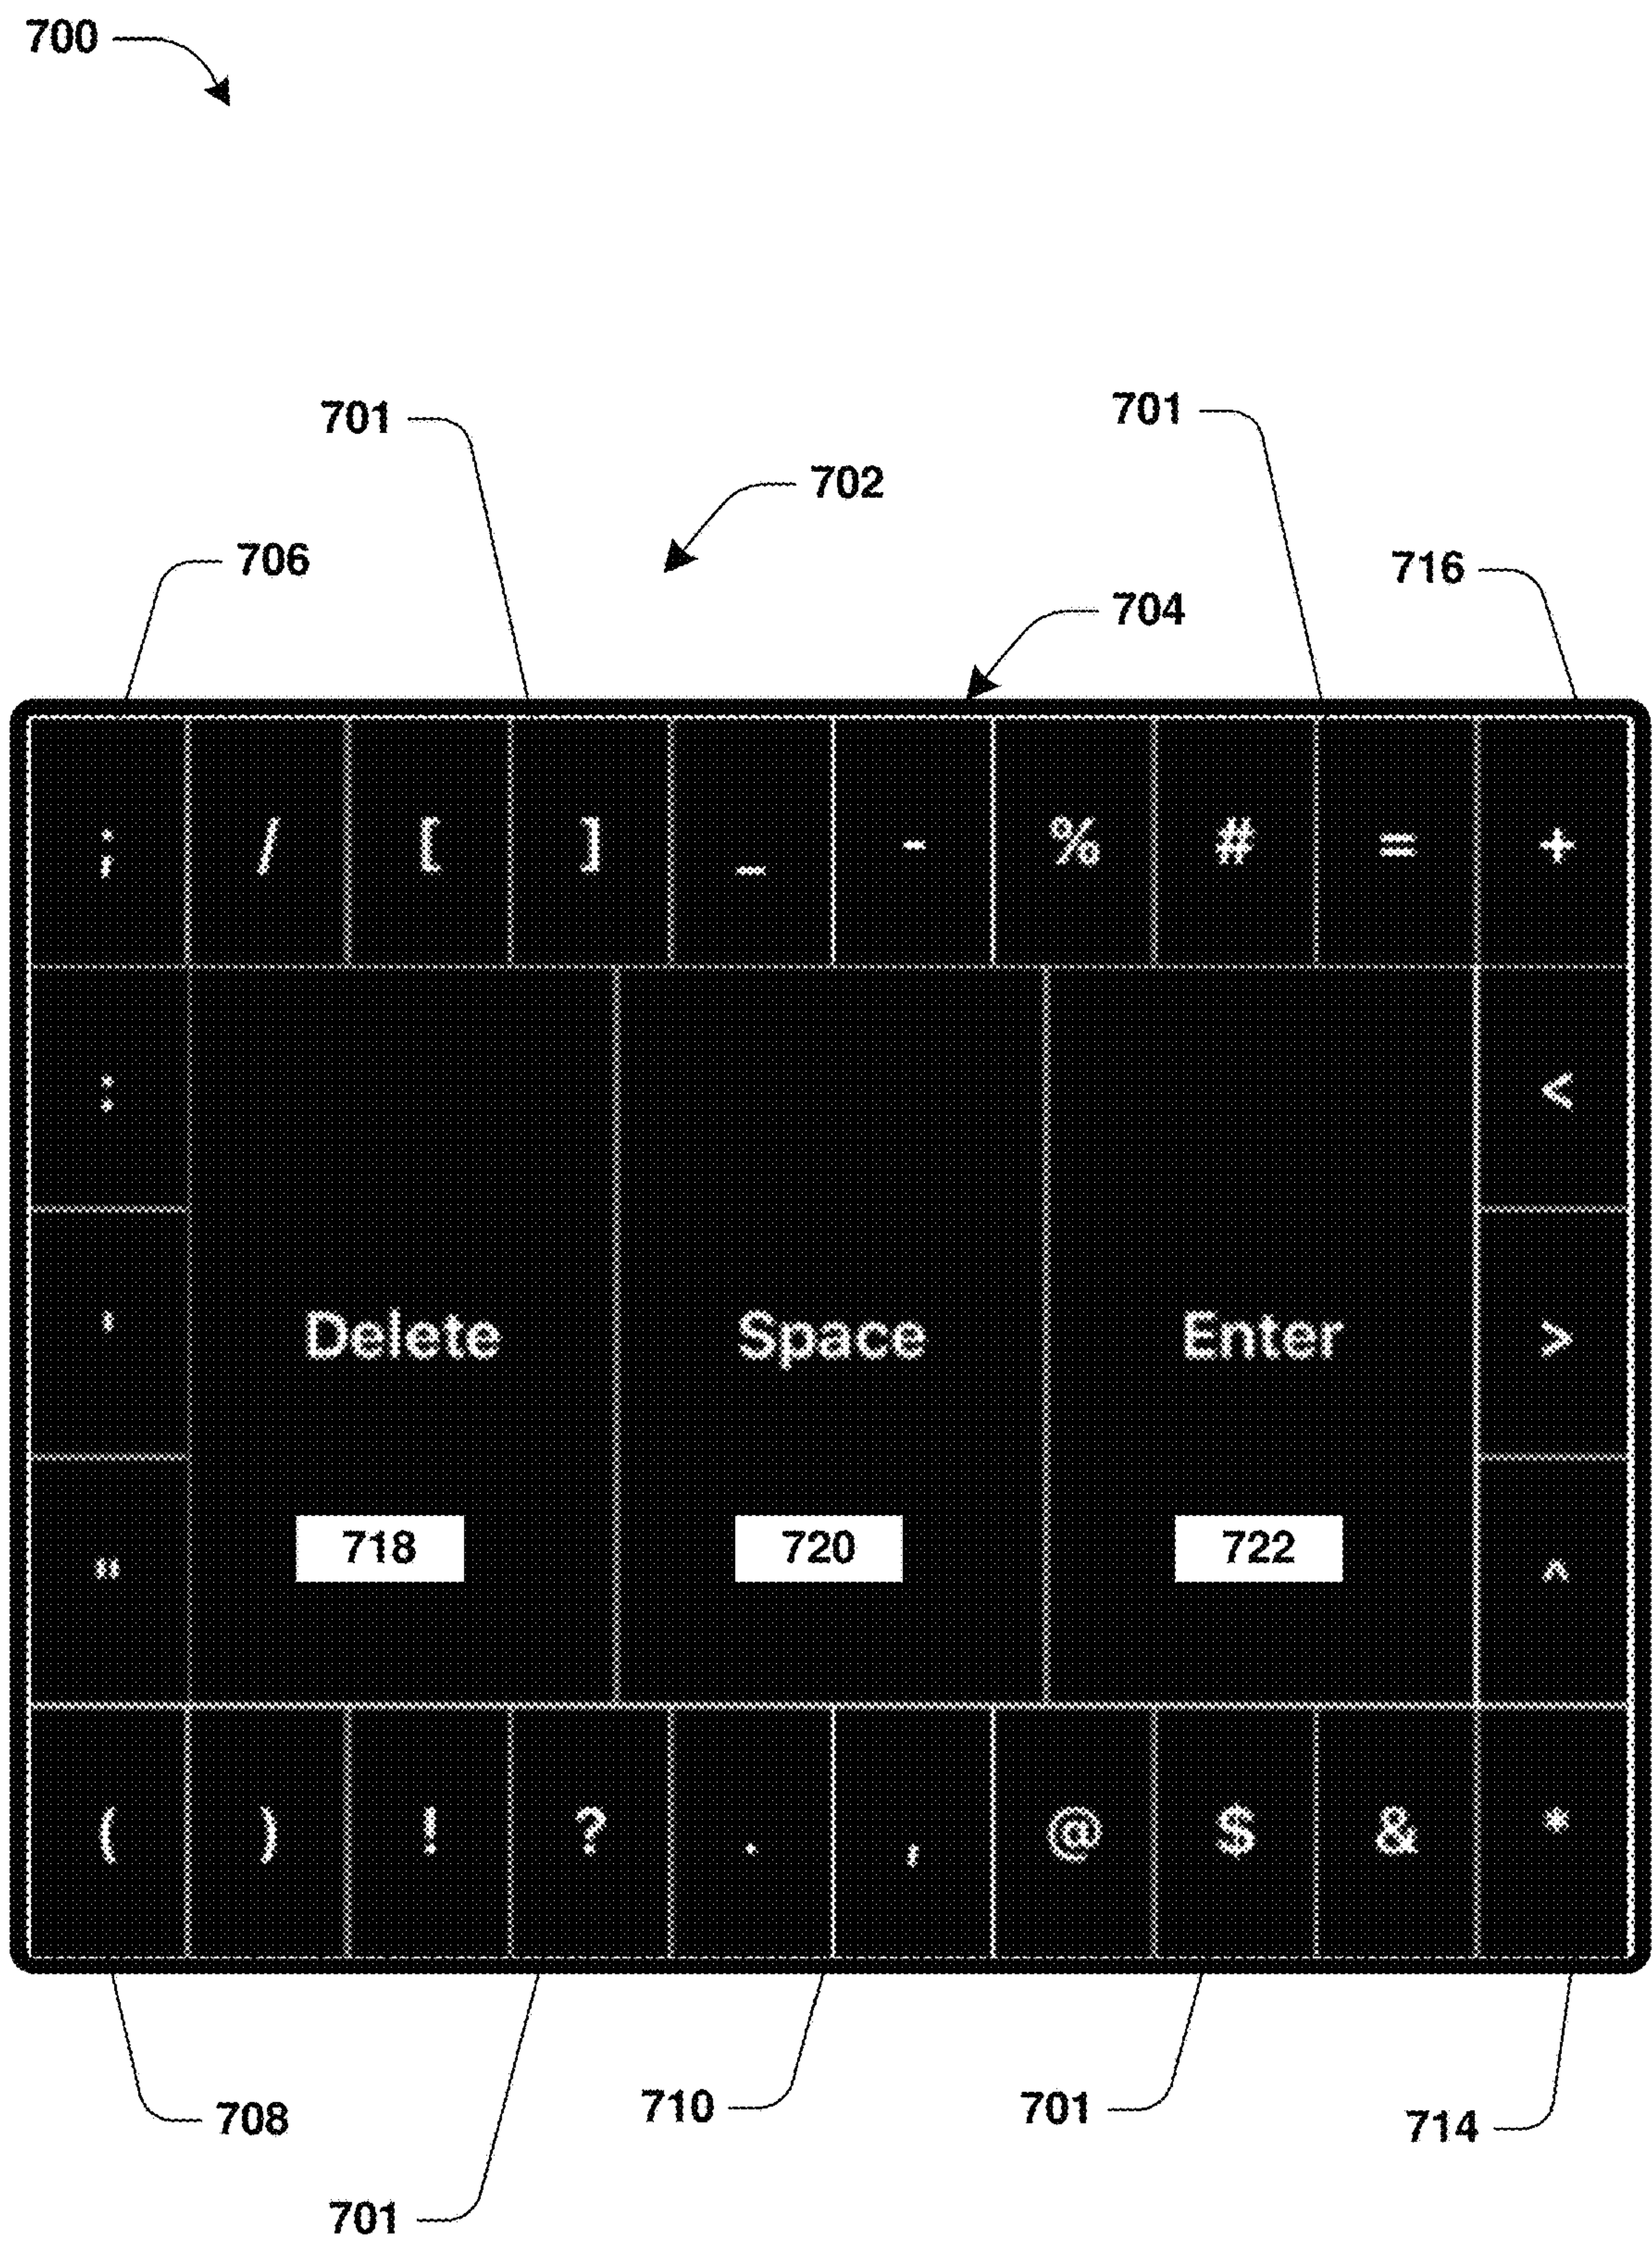 700
701 701
702
706 716
704
; / [ ] _ - % # = +
: <
' Delete Space Enter >
" 718 720 722 ^
( ) ! ? . , @ $ & *
710 701
708 714
701